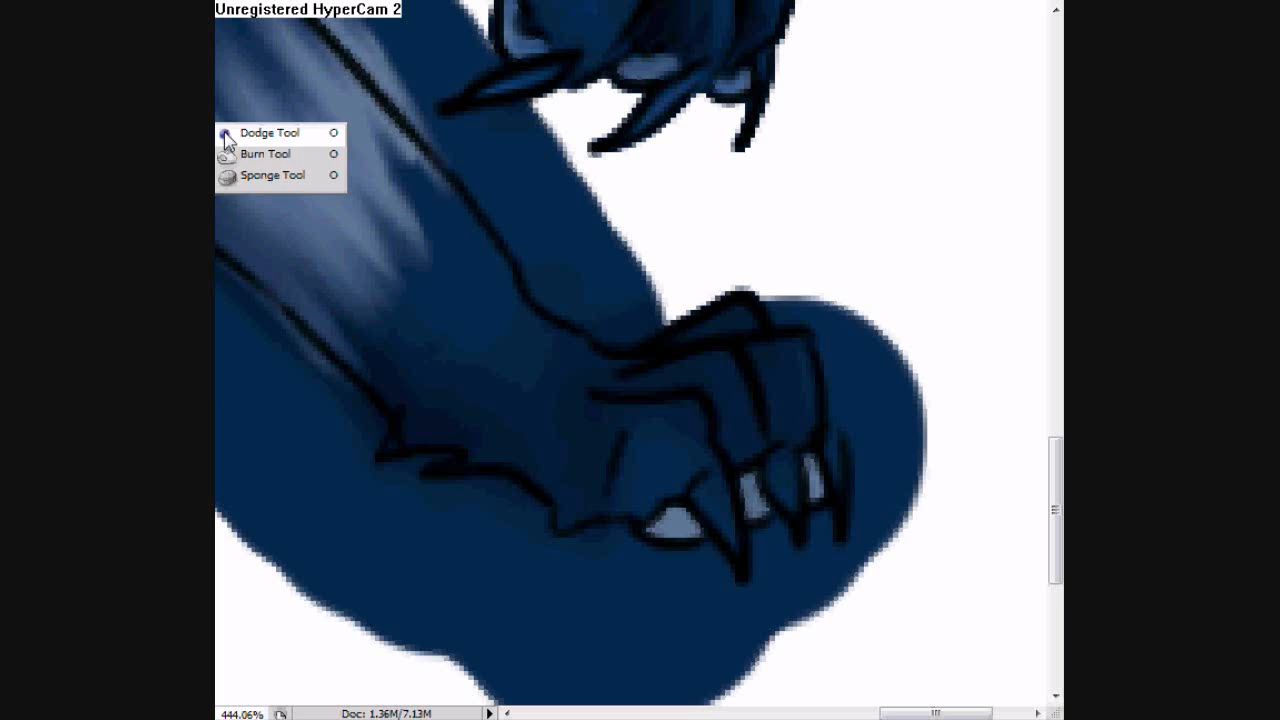 Unregistered HyperCam 2
Dodge Tool O
Burn Tool O
Sponge Tool O
444.06% Doc: 1.36M/7.13M